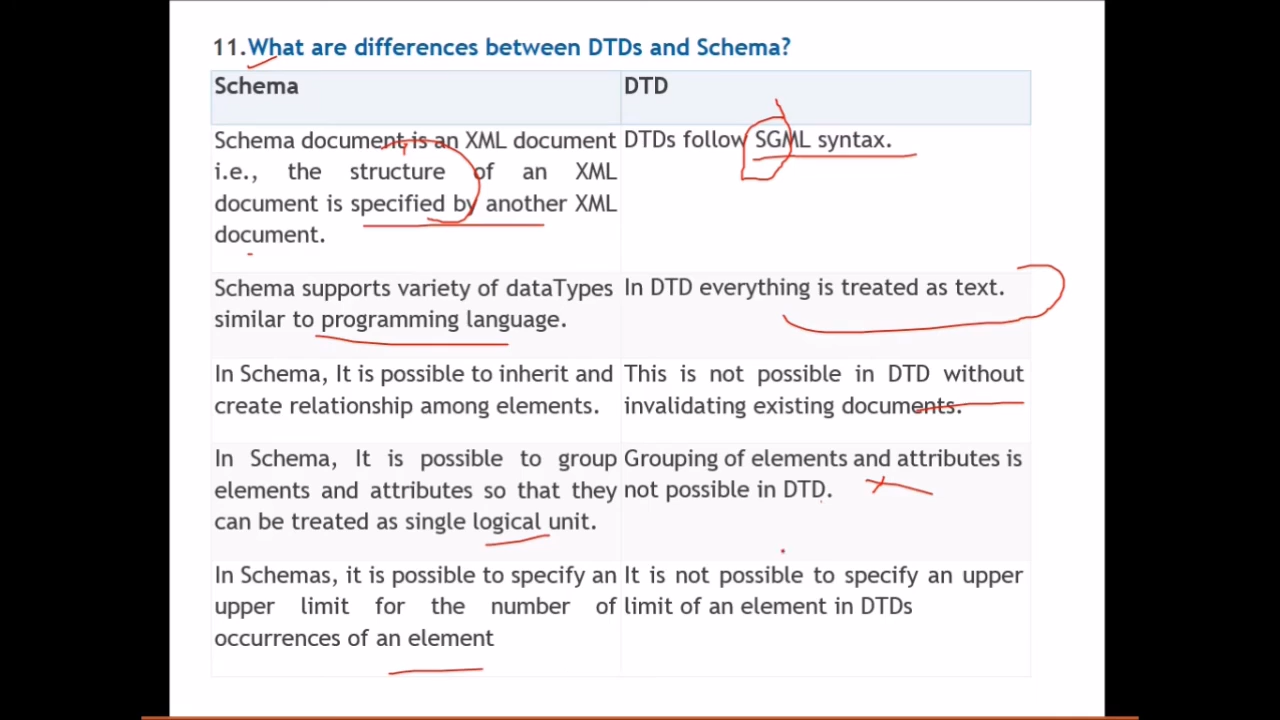 11.What are differences between DTDs and Schema?
Schema
DTD
Schema document is an XML document
i.e., the structure of an XML
document is specified by another XML
document.
DTDs follow SGML syntax.
Schema supports variety of dataTypes
similar to programming language.
In DTD everything is treated as text.
In Schema, It is possible to inherit and
create relationship among elements.
This is not possible in DTD without
invalidating existing documents.
In Schema, It is possible to group
elements and attributes so that they
can be treated as single logical unit.
Grouping of elements and attributes is
not possible in DTD.
In Schemas, it is possible to specify an
upper limit for the number of
occurrences of an element
It is not possible to specify an upper
limit of an element in DTDs